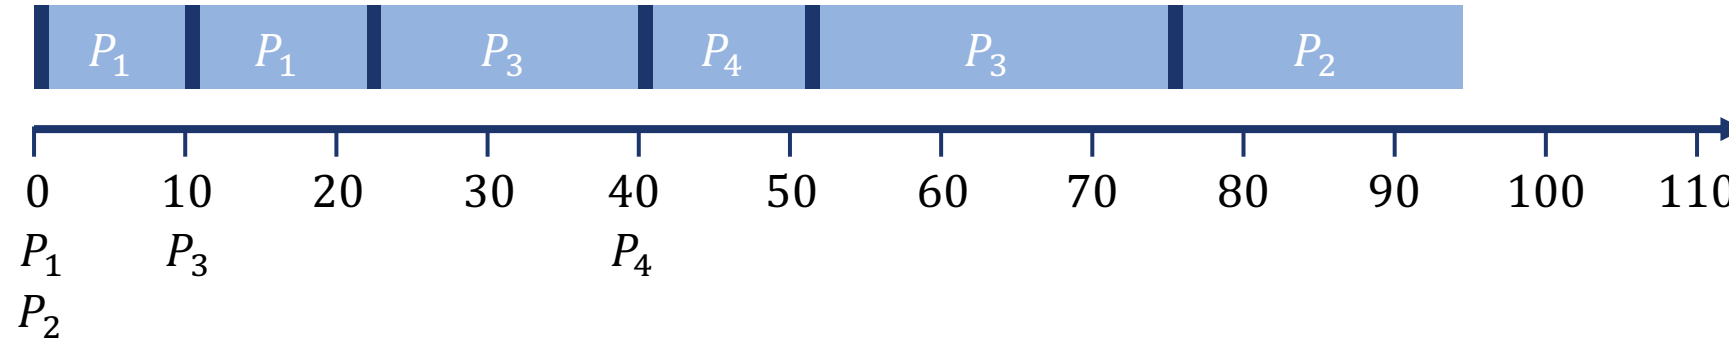 P₁ P₁ P₃ P₄ P₃ P₂
0 10 20 30 40 50 60 70 80 90 100 110
P₁ P₃ P₄
P₂